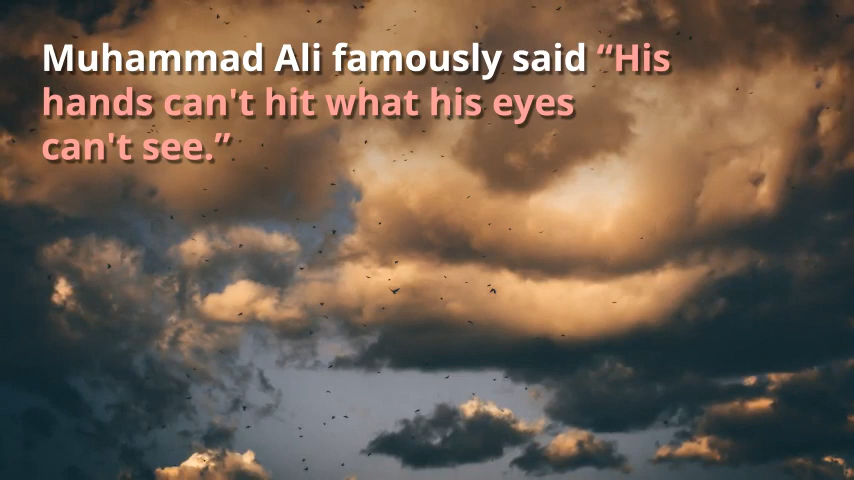 Muhammad Ali famously said “His
hands can't hit what his eyes
can't see.”